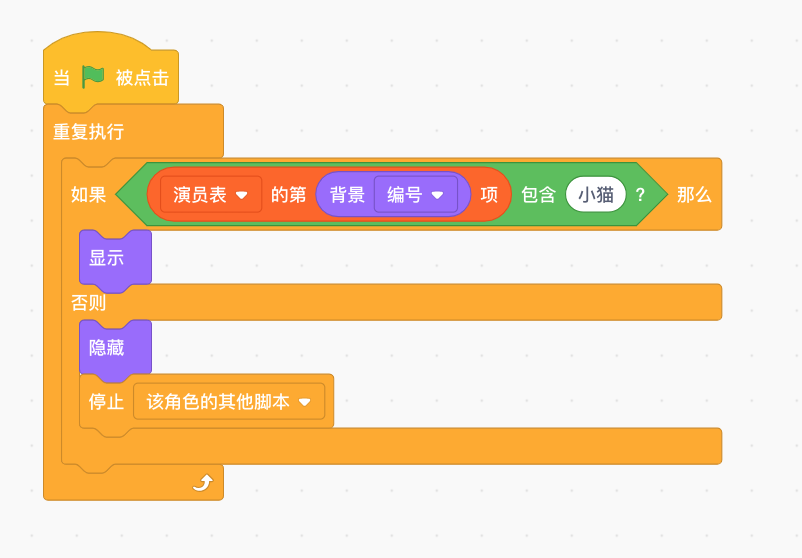 当 被点击
重复执行
如果 演员表 的第 背景 编号 项 包含 小猫 ? 那么
显示
否则
隐藏
停止 该角色的其他脚本